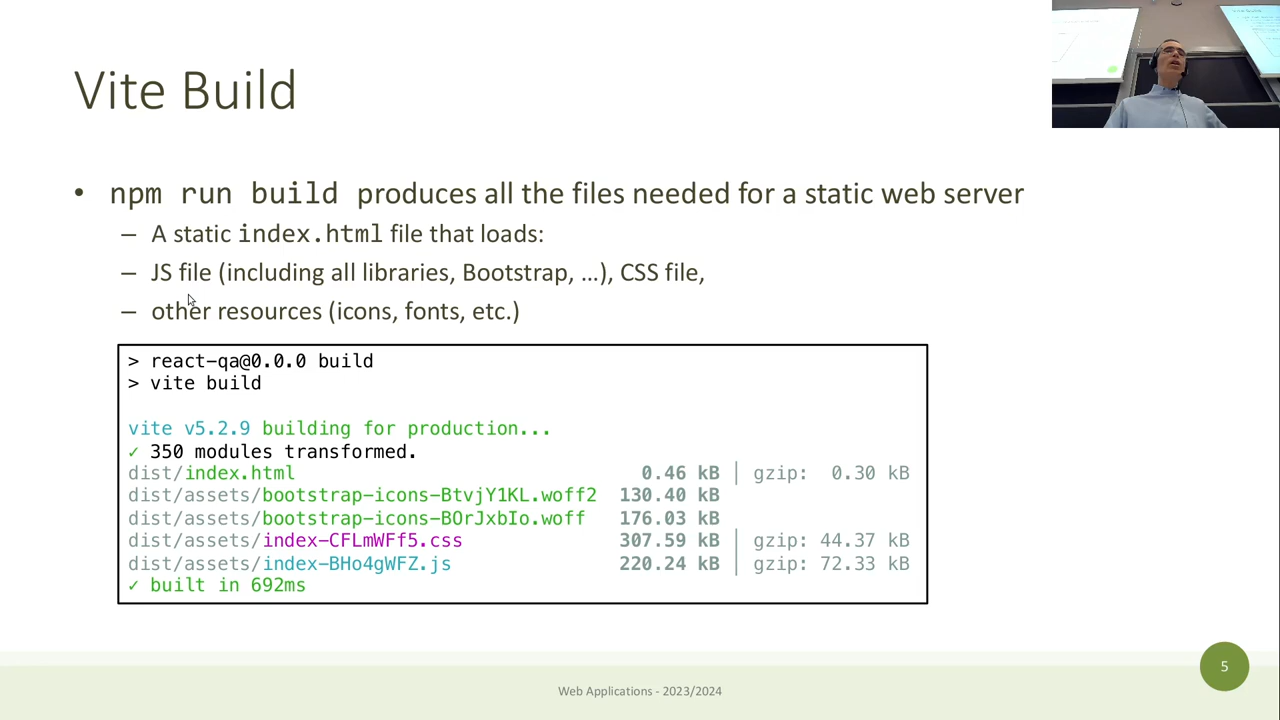 Vite Build
• npm run build produces all the files needed for a static web server
– A static index.html file that loads:
– JS file (including all libraries, Bootstrap, …), CSS file,
– other resources (icons, fonts, etc.)
> react-qa@0.0.0 build
> vite build
vite v5.2.9 building for production...
✓ 350 modules transformed.
dist/index.html 0.46 kB │ gzip: 0.30 kB
dist/assets/bootstrap-icons-BtvjY1KL.woff2 130.40 kB
dist/assets/bootstrap-icons-BOrJxbIo.woff 176.03 kB
dist/assets/index-CFLmWFf5.css 307.59 kB │ gzip: 44.37 kB
dist/assets/index-BHo4gWFZ.js 220.24 kB │ gzip: 72.33 kB
✓ built in 692ms
Web Applications - 2023/2024
5